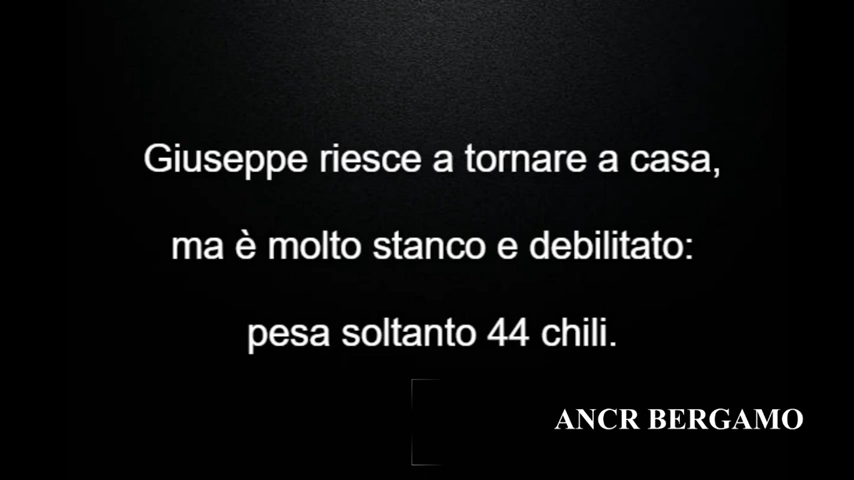 Giuseppe riesce a tornare a casa,
ma è molto stanco e debilitato:
pesa soltanto 44 chili.
ANCR BERGAMO